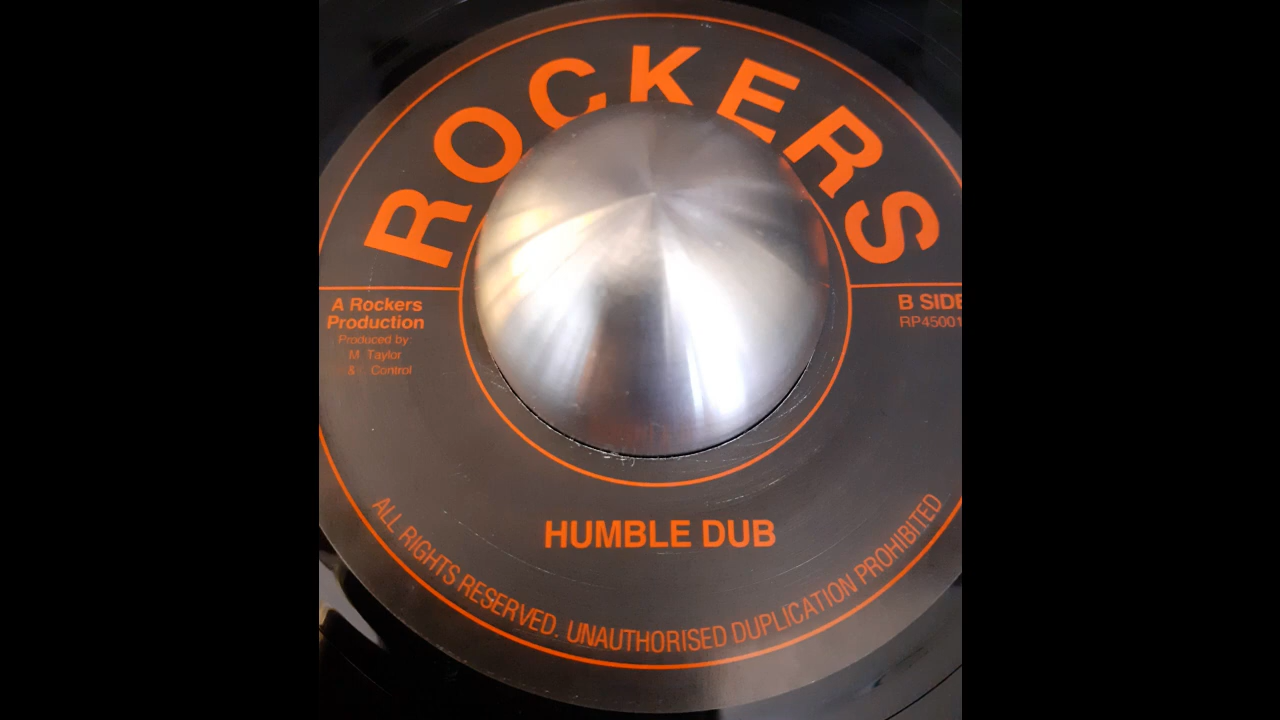 ROCKERS
A Rockers
Production
Produced by:
M. Taylor
& Control
B SIDE
RP45001
HUMBLE DUB
ALL RIGHTS RESERVED. UNAUTHORISED DUPLICATION PROHIBITED